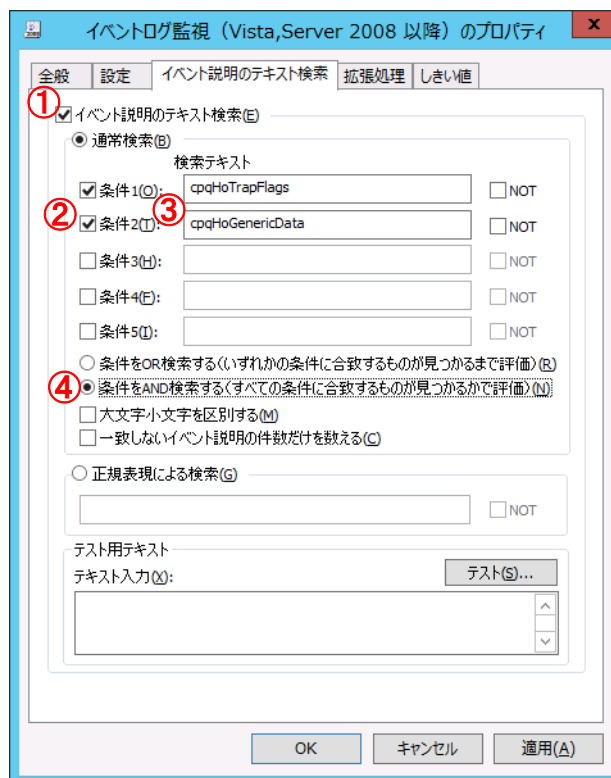 イベントログ監視（Vista,Server 2008 以降）のプロパティ
x
全般 設定 イベント説明のテキスト検索 拡張処理 しきい値
①
イベント説明のテキスト検索(E)
通常検索(B)
検索テキスト
条件1(O): cpqHoTrapFlags NOT
② 条件2(T): ③ cpqHoGenericData NOT
条件3(H): NOT
条件4(F): NOT
条件5(I): NOT
条件をOR検索する(いずれかの条件に合致するものが見つかるまで評価)(R)
④ 条件をAND検索する(すべての条件に合致するものが見つかるかで評価)(N)
大文字小文字を区別する(M)
一致しないイベント説明の件数だけを数える(C)
正規表現による検索(G)
NOT
テスト用テキスト
テキスト入力(X): テスト(S)...
OK キャンセル 適用(A)